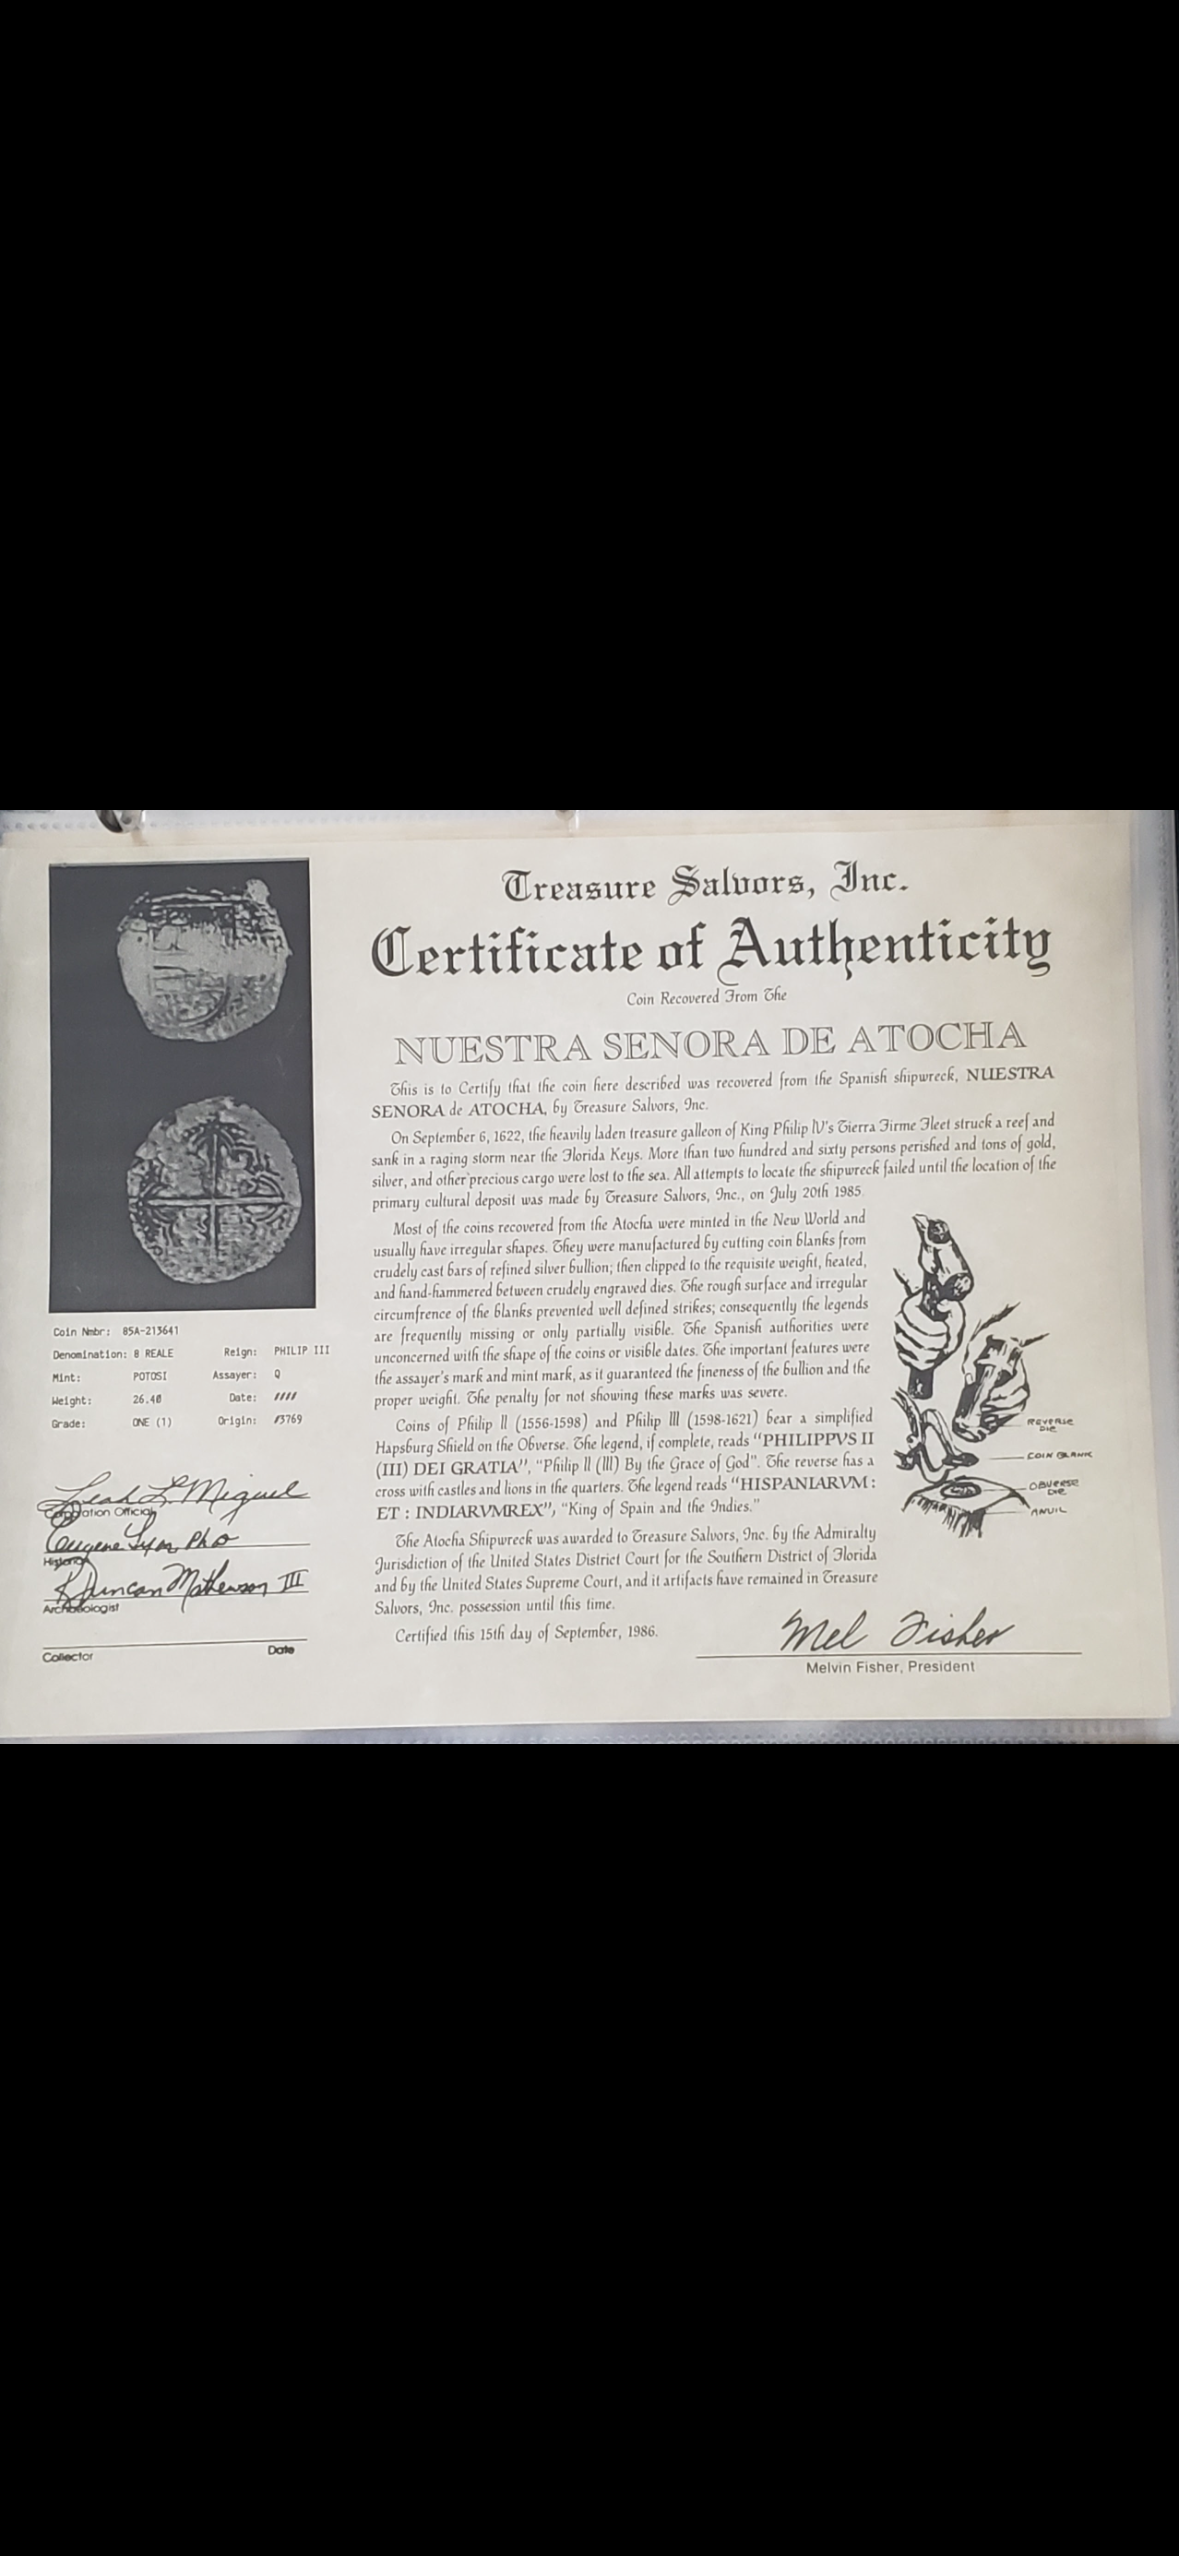 Treasure Salvors, Inc.
Certificate of Authenticity
Coin Recovered From The
NUESTRA SENORA DE ATOCHA
This is to Certify that the coin here described was recovered from the Spanish shipwreck, NUESTRA
SENORA de ATOCHA, by Treasure Salvors, Inc.
On September 6, 1622, the heavily laden treasure galleon of King Philip IV's Tierra Firme Fleet struck a reef and
sank in a raging storm near the Florida Keys. More than two hundred and sixty persons perished and tons of gold,
silver, and other precious cargo were lost to the sea. All attempts to locate the shipwreck failed until the location of the
primary cultural deposit was made by Treasure Salvors, Inc., on July 20th 1985.
Most of the coins recovered from the Atocha were minted in the New World and
usually have irregular shapes. They were manufactured by cutting coin blanks from
crudely cast bars of refined silver bullion; then clipped to the requisite weight, heated,
and hand-hammered between crudely engraved dies. The rough surface and irregular
circumfrence of the blanks prevented well defined strikes; consequently the legends
are frequently missing or only partially visible. The Spanish authorities were
unconcerned with the shape of the coins or visible dates. The important features were
the assayer's mark and mint mark, as it guaranteed the fineness of the bullion and the
proper weight. The penalty for not showing these marks was severe.
Coins of Philip II (1556-1598) and Philip III (1598-1621) bear a simplified
Hapsburg Shield on the Obverse. The legend, if complete, reads "PHILIPPVS II
(III) DEI GRATIA", "Philip II (III) By the Grace of God". The reverse has a
cross with castles and lions in the quarters. The legend reads "HISPANIARVM :
ET : INDIARVMREX", "King of Spain and the Indies."
The Atocha Shipwreck was awarded to Treasure Salvors, Inc. by the Admiralty
Jurisdiction of the United States District Court for the Southern District of Florida
and by the United States Supreme Court, and it artifacts have remained in Treasure
Salvors, Inc. possession until this time.
Certified this 15th day of September, 1986.
Mel Fisher
Melvin Fisher, President
REVERSE
DIE
COIN BLANK
OBVERSE
DIE
ANVIL
Coin Nmbr: 85A-213641
Denomination: 8 REALE Reign: PHILIP III
Mint: POTOSI Assayer: Q
Weight: 26.40 Date: ////
Grade: ONE (1) Origin: #3769
Leah L. Miguel
Official
Eugene Lyon, PhD
Historian
R Duncan Mathewson III
Archaeologist
Collector Date